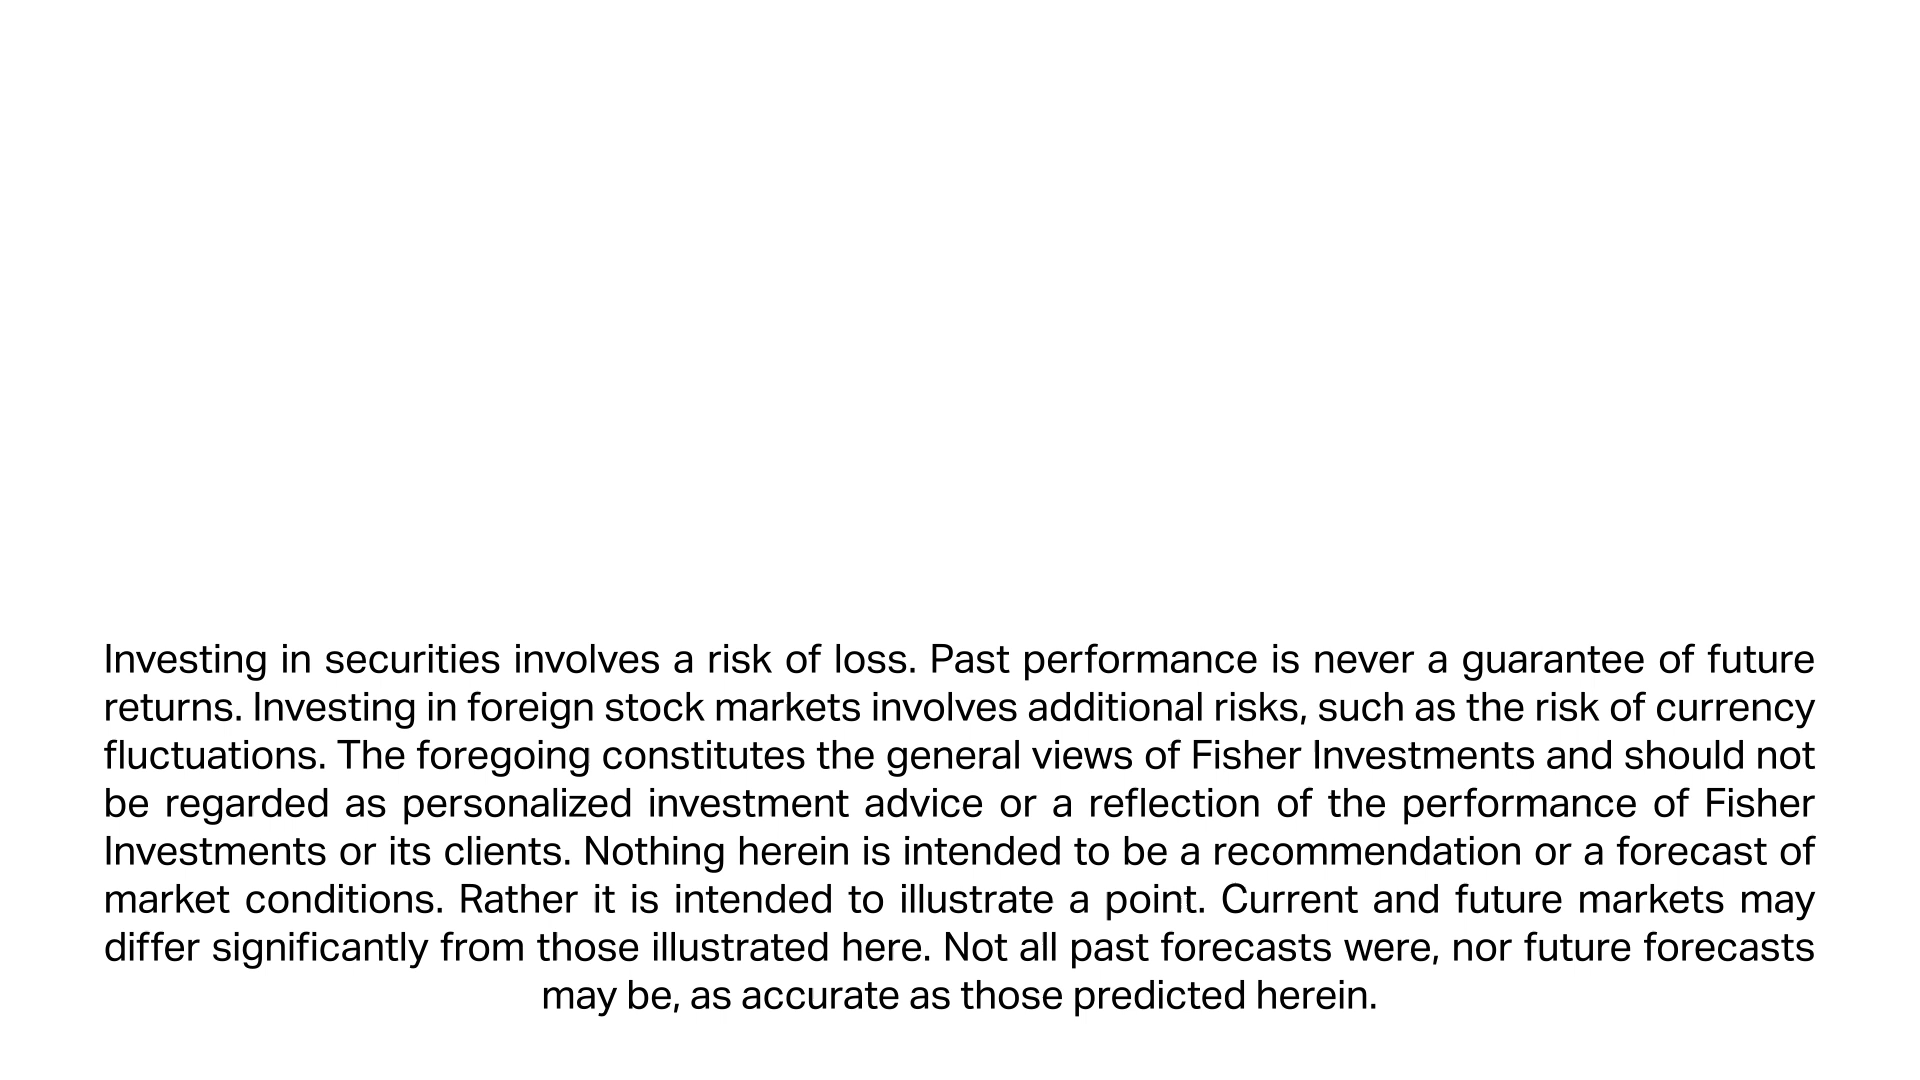 Investing in securities involves a risk of loss. Past performance is never a guarantee of future
returns. Investing in foreign stock markets involves additional risks, such as the risk of currency
fluctuations. The foregoing constitutes the general views of Fisher Investments and should not
be regarded as personalized investment advice or a reflection of the performance of Fisher
Investments or its clients. Nothing herein is intended to be a recommendation or a forecast of
market conditions. Rather it is intended to illustrate a point. Current and future markets may
differ significantly from those illustrated here. Not all past forecasts were, nor future forecasts
may be, as accurate as those predicted herein.